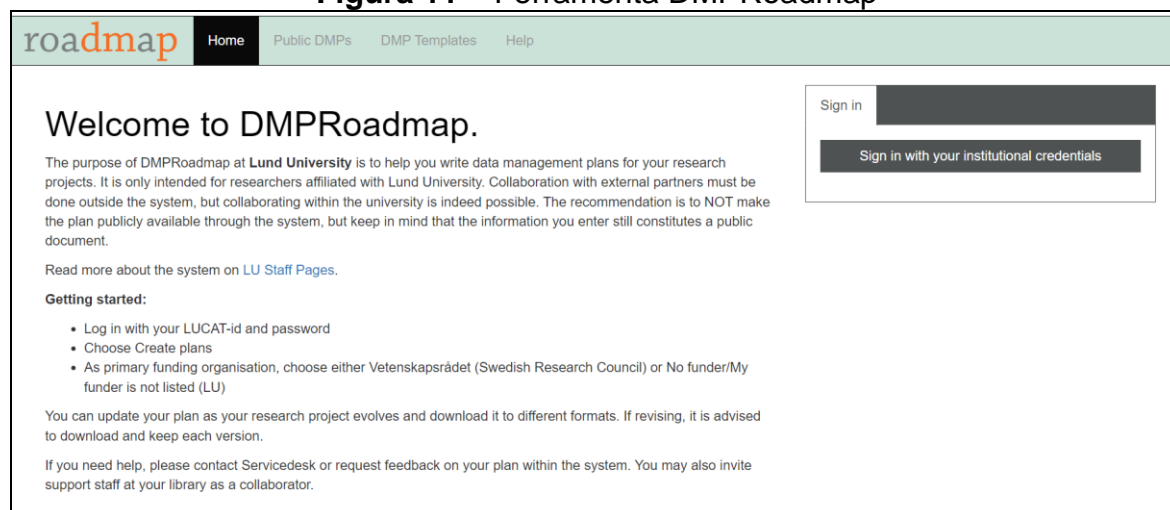 Ferramenta DMPRoadmap
roadmap Home Public DMPs DMP Templates Help
Welcome to DMPRoadmap.
The purpose of DMPRoadmap at Lund University is to help you write data management plans for your research
projects. It is only intended for researchers affiliated with Lund University. Collaboration with external partners must be
done outside the system, but collaborating within the university is indeed possible. The recommendation is to NOT make
the plan publicly available through the system, but keep in mind that the information you enter still constitutes a public
document.
Read more about the system on LU Staff Pages.
Getting started:
• Log in with your LUCAT-id and password
• Choose Create plans
• As primary funding organisation, choose either Vetenskapsrådet (Swedish Research Council) or No funder/My
funder is not listed (LU)
You can update your plan as your research project evolves and download it to different formats. If revising, it is advised
to download and keep each version.
If you need help, please contact Servicedesk or request feedback on your plan within the system. You may also invite
support staff at your library as a collaborator.
Sign in
Sign in with your institutional credentials